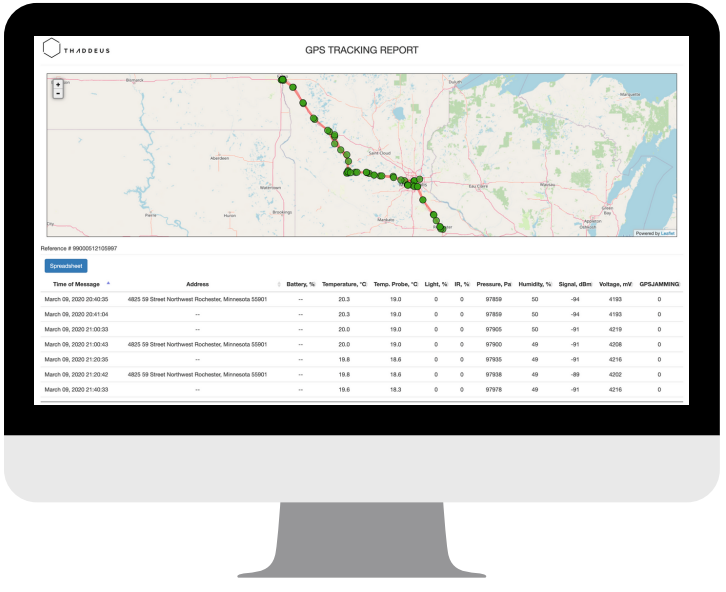 THADDEUS
GPS TRACKING REPORT
+
-
Bismarck
Duluth
Marquette
Aberdeen
Saint Cloud
Watertown
Eau Claire
Wausau
Pierre
Huron
Brookings
Mankato
Green
Bay
Appleton
Oshkosh
City
Powered by Leaflet
Reference # 99000512105997
Spreadsheet
Time of Message Address Battery, % Temperature, °C Temp. Probe, °C Light, % IR, % Pressure, Pa Humidity, % Signal, dBm Voltage, mV GPSJAMMING
March 09, 2020 20:40:35 4825 59 Street Northwest Rochester, Minnesota 55901 -- 20.3 19.0 0 0 97859 50 -94 4193 0
March 09, 2020 20:41:04 -- -- 20.3 19.0 0 0 97859 50 -94 4193 0
March 09, 2020 21:00:33 -- -- 20.0 19.0 0 0 97905 50 -91 4219 0
March 09, 2020 21:00:43 4825 59 Street Northwest Rochester, Minnesota 55901 -- 20.0 19.0 0 0 97900 49 -91 4208 0
March 09, 2020 21:20:35 -- -- 19.8 18.6 0 0 97935 49 -91 4216 0
March 09, 2020 21:20:42 4825 59 Street Northwest Rochester, Minnesota 55901 -- 19.8 18.6 0 0 97938 49 -89 4202 0
March 09, 2020 21:40:33 -- -- 19.6 18.3 0 0 97978 49 -91 4216 0